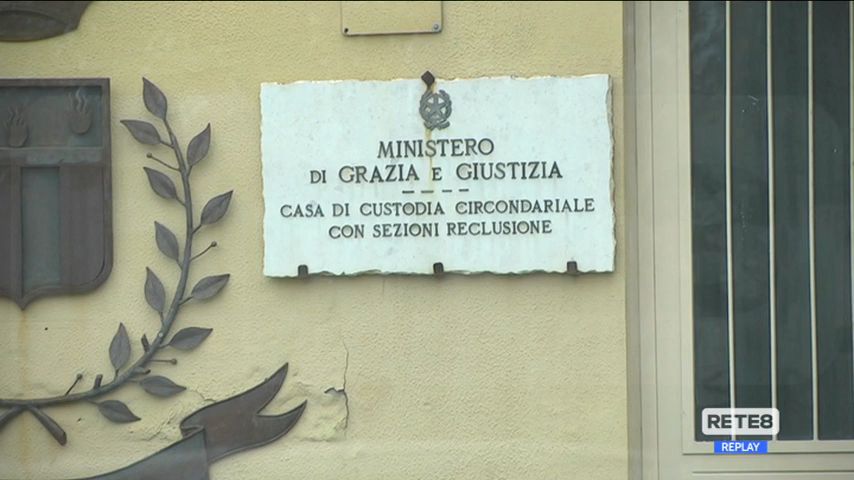 MINISTERO
DI GRAZIA E GIUSTIZIA
CASA DI CUSTODIA CIRCONDARIALE
CON SEZIONI RECLUSIONE
RETE8
REPLAY